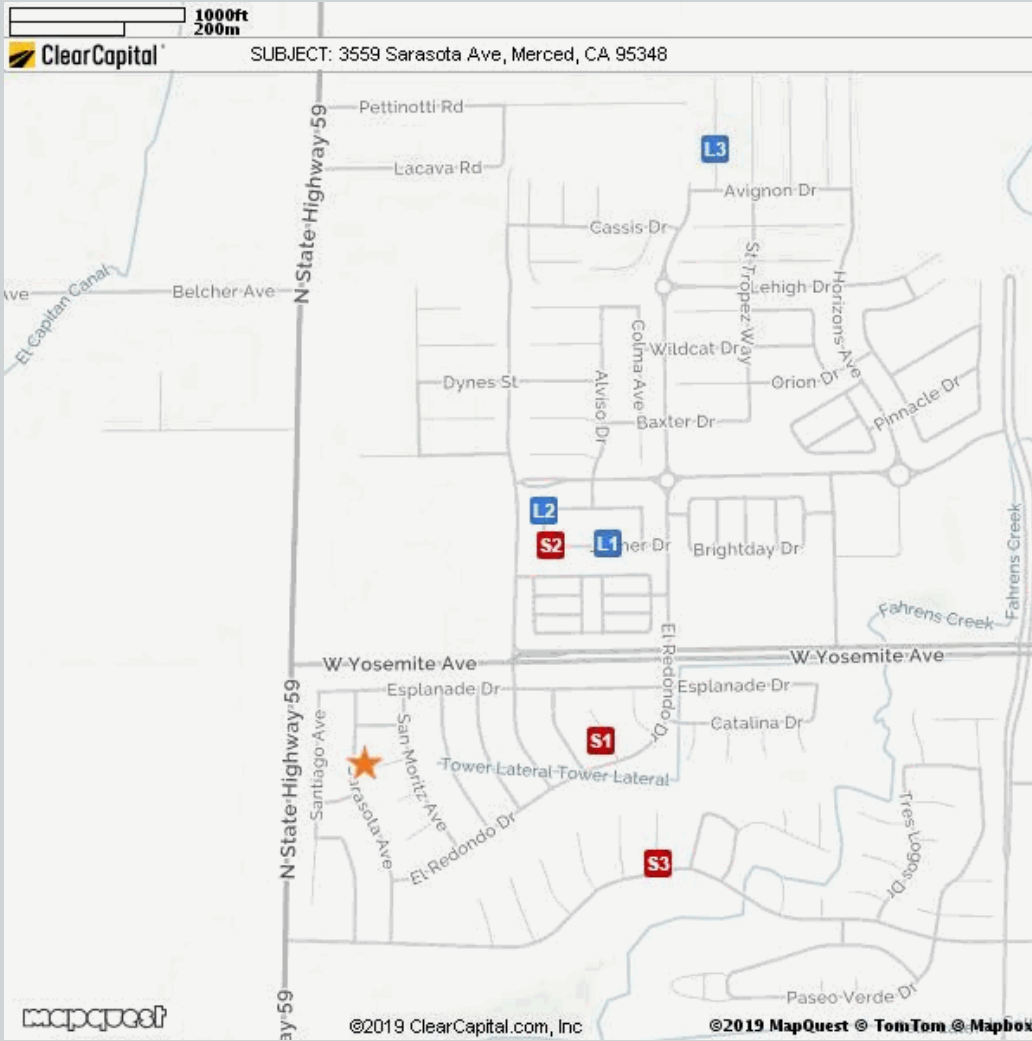 1000ft
200m
ClearCapital
SUBJECT: 3559 Sarasota Ave, Merced, CA 95348
Pettinotti Rd
N State Highway 59
L3
Lacava Rd
Avignon Dr
Cassis Dr
St Tropez Way
Horizons Ave
El Capitan Canal
Belcher Ave
Lehigh Dr
Colma Ave
Wildcat Dr
Alviso Dr
Dynes St
Orion Dr
Pinnacle Dr
Baxter Dr
L2
S2
L1
Brightday Dr
Fahrens Creek
Fahrens Creek
El Redondo Dr
W Yosemite Ave
W Yosemite Ave
N State Highway 59
Esplanade Dr
Esplanade Dr
Santiago Ave
San Moritz Ave
Catalina Dr
S1
Tower Lateral Tower Lateral
Sarasota Ave
El Redondo Dr
Tres Logos Dr
S3
Paseo Verde Dr
mapquest
©2019 ClearCapital.com, Inc
©2019 MapQuest © TomTom © Mapbox